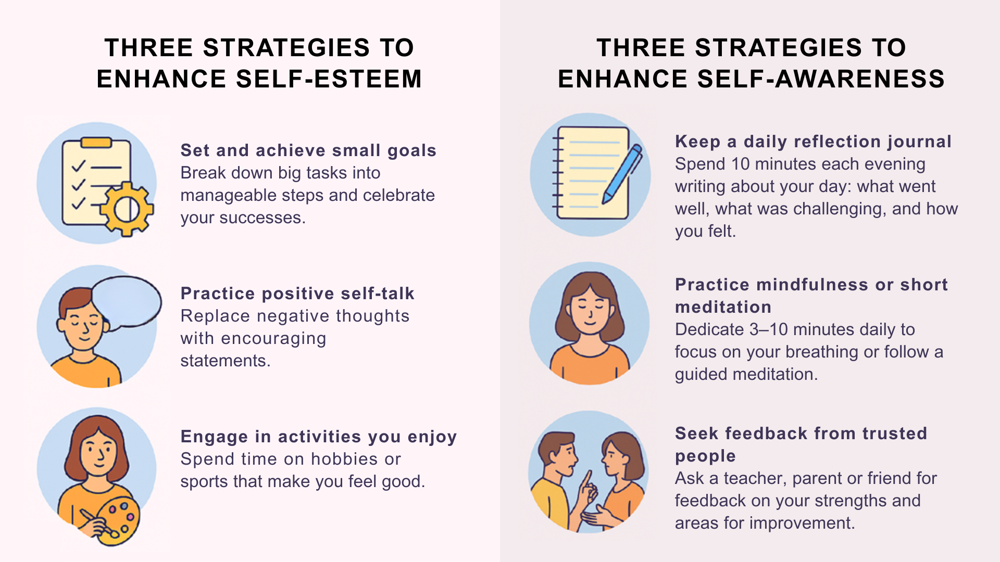 THREE STRATEGIES TO
ENHANCE SELF-ESTEEM
Set and achieve small goals
Break down big tasks into
manageable steps and celebrate
your successes.
Practice positive self-talk
Replace negative thoughts
with encouraging
statements.
Engage in activities you enjoy
Spend time on hobbies or
sports that make you feel good.
THREE STRATEGIES TO
ENHANCE SELF-AWARENESS
Keep a daily reflection journal
Spend 10 minutes each evening
writing about your day: what went
well, what was challenging, and how
you felt.
Practice mindfulness or short
meditation
Dedicate 3–10 minutes daily to
focus on your breathing or follow a
guided meditation.
Seek feedback from trusted
people
Ask a teacher, parent or friend for
feedback on your strengths and
areas for improvement.